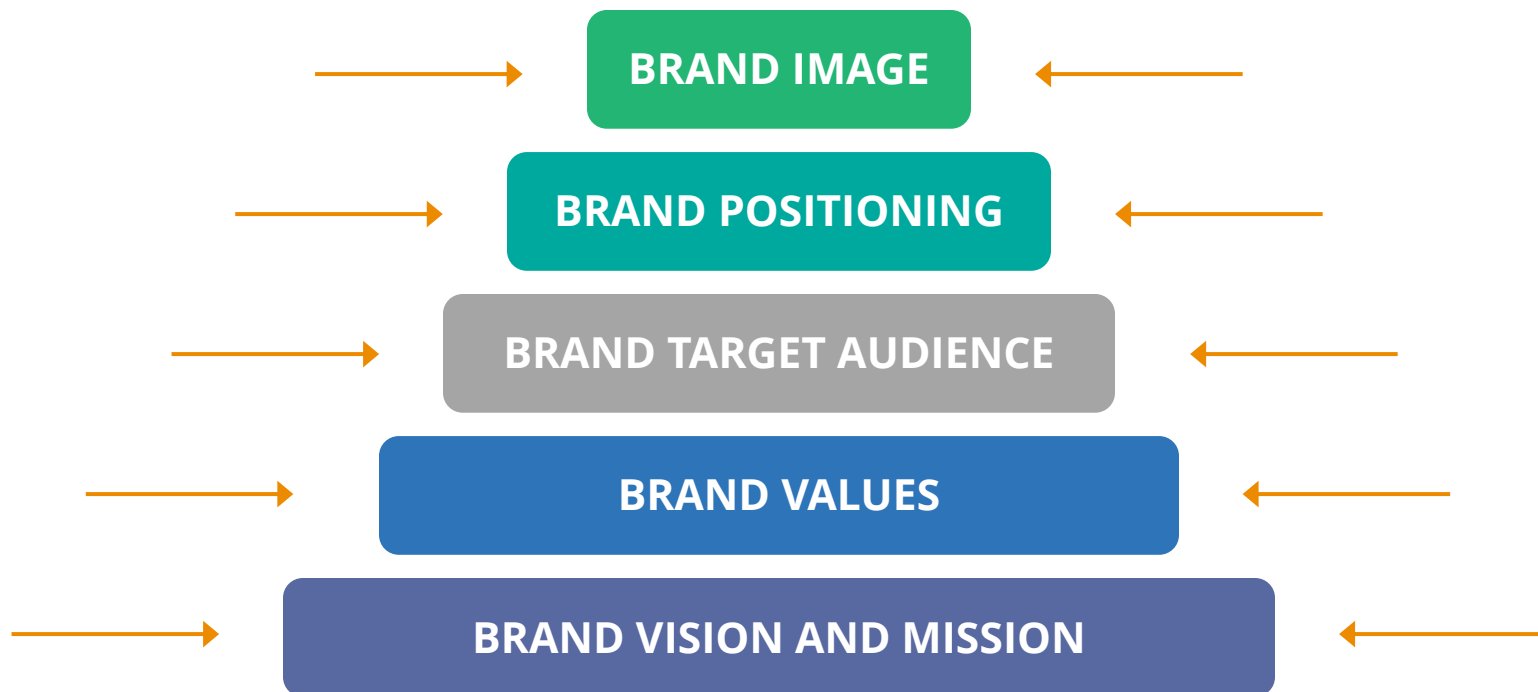 BRAND IMAGE
BRAND POSITIONING
BRAND TARGET AUDIENCE
BRAND VALUES
BRAND VISION AND MISSION